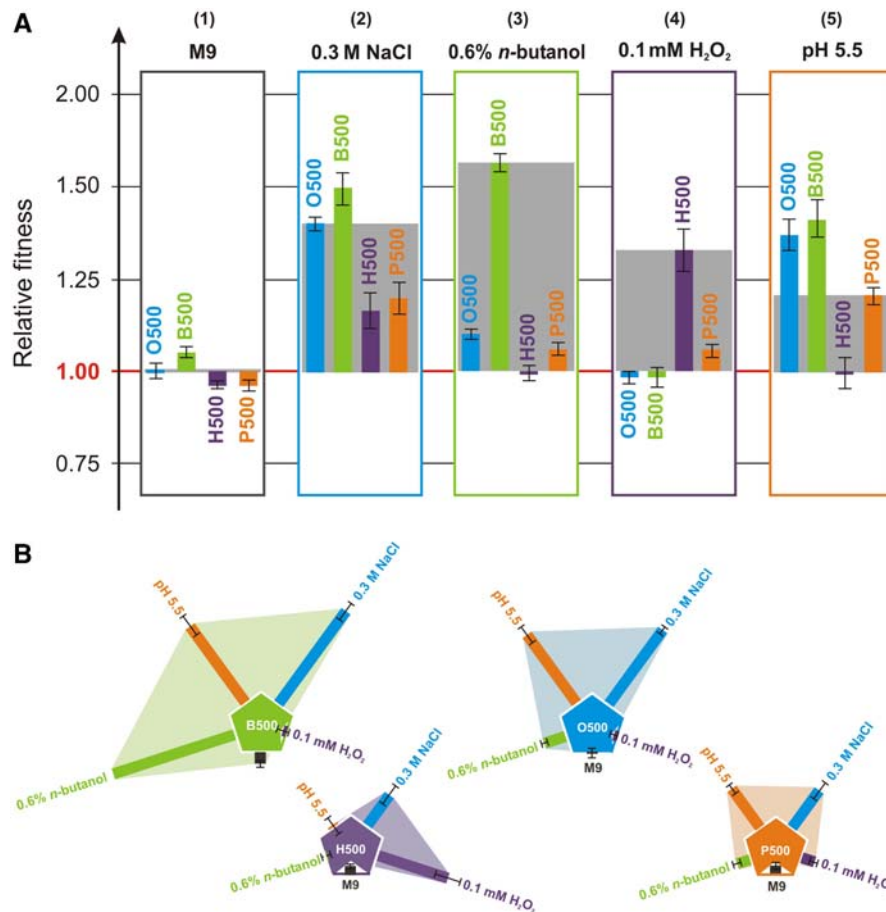 A
(1)
(2)
(3)
(4)
(5)
M9
0.3 M NaCl
0.6% n-butanol
0.1 mM H₂O₂
pH 5.5
Relative fitness
2.00
1.50
1.25
1.00
0.75
O500
B500
H500
P500
O500
B500
H500
P500
O500
B500
H500
P500
O500
B500
H500
P500
O500
B500
H500
P500
B
pH 5.5
0.3 M NaCl
B500
0.1 mM H₂O₂
0.6% n-butanol
pH 5.5
0.3 M NaCl
O500
0.1 mM H₂O₂
0.6% n-butanol
M9
pH 5.5
0.3 M NaCl
H500
0.6% n-butanol
M9
0.1 mM H₂O₂
pH 5.5
0.3 M NaCl
P500
0.6% n-butanol
M9
0.1 mM H₂O₂